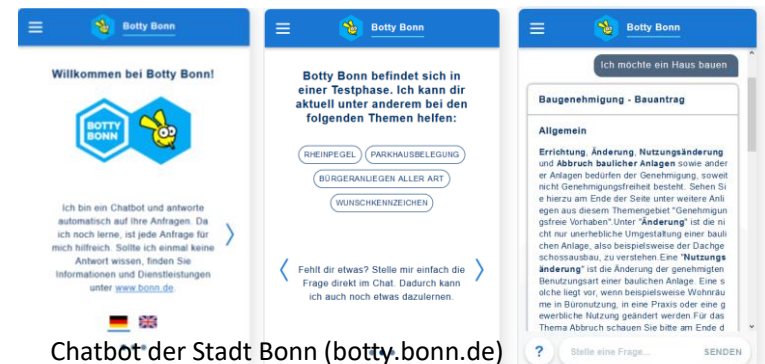 Botty Bonn
Willkommen bei Botty Bonn!
BOTTY
BONN
Ich bin ein Chatbot und antworte
automatisch auf Ihre Anfragen. Da
ich noch lerne, ist jede Anfrage für
mich hilfreich. Sollte ich einmal keine
Antwort wissen, finden Sie
Informationen und Dienstleistungen
unter www.bonn.de.
Botty Bonn
Botty Bonn befindet sich in
einer Testphase. Ich kann dir
aktuell unter anderem bei den
folgenden Themen helfen:
RHEINPEGEL
PARKHAUSBELEGUNG
BÜRGERANLIEGEN ALLER ART
WUNSCHKENNZEICHEN
Fehlt dir etwas? Stelle mir einfach die
Frage direkt im Chat. Dadurch kann
ich auch noch etwas dazulernen.
Botty Bonn
Ich möchte ein Haus bauen
Baugenehmigung - Bauantrag
Allgemein
Errichtung, Änderung, Nutzungsänderung
und Abbruch baulicher Anlagen sowie ander
er Anlagen bedürfen der Genehmigung, soweit
nicht Genehmigungsfreiheit besteht. Sehen Si
e hierzu am Ende der Seite unter weitere Anli
egen aus diesem Themengebiet "Genehmigun
gsfreie Vorhaben".Unter "Änderung" ist die ni
cht nur unerhebliche Umgestaltung einer bauli
chen Anlage, also beispielsweise der Dachge
schossausbau, zu verstehen.Eine "Nutzungs
änderung" ist die Änderung der genehmigten
Benutzungsart einer baulichen Anlage. Eine s
olche liegt vor, wenn beispielsweise Wohnräu
me in Büronutzung, in eine Praxis oder eine g
ewerbliche Nutzung geändert werden.Für das
Thema Abbruch schauen Sie bitte am Ende d
?
Stelle eine Frage...
SENDEN
Chatbot der Stadt Bonn (botty.bonn.de)